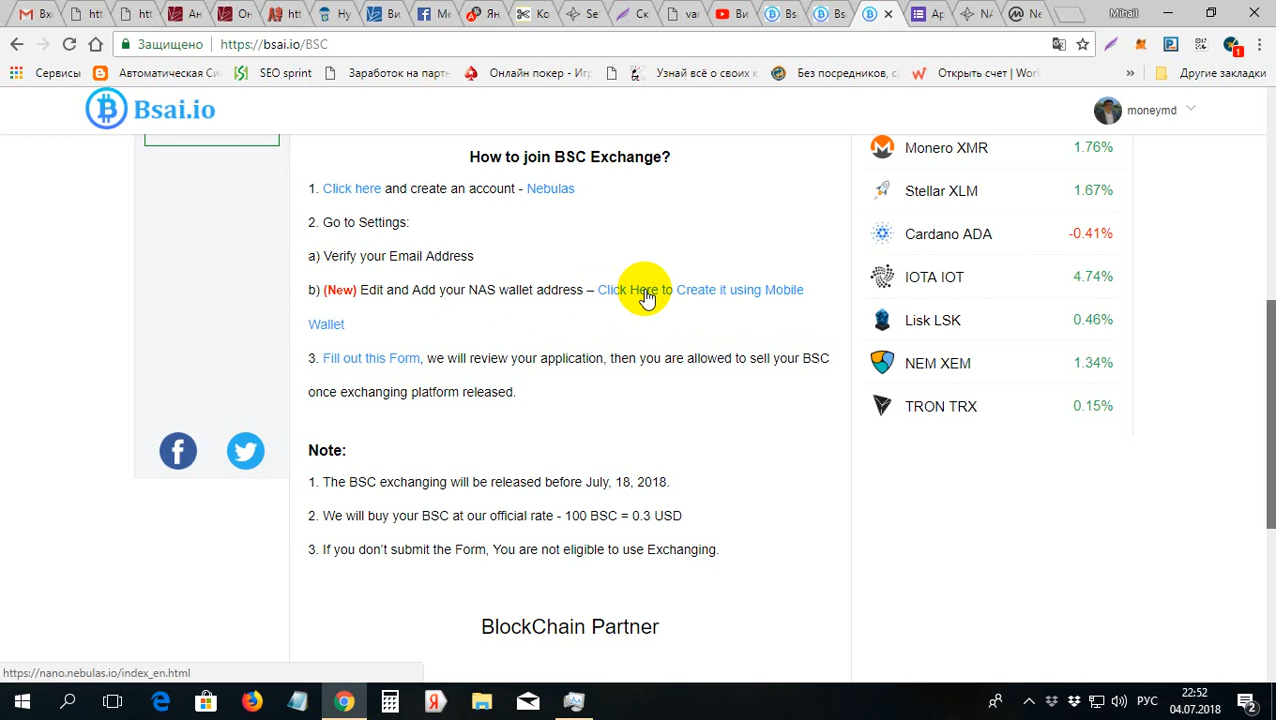 Mihail
Защищено
https://bsai.io/BSC
Сервисы
Автоматическая Си
SEO sprint
Заработок на партн
Онлайн покер - Игр
Узнай всё о своих к
Без посредников, са
Открыть счет | Worl
»
Другие закладки
Bsai.io
moneymd
How to join BSC Exchange?
1. Click here and create an account - Nebulas
2. Go to Settings:
a) Verify your Email Address
b) (New) Edit and Add your NAS wallet address – Click Here to Create it using Mobile
Wallet
3. Fill out this Form, we will review your application, then you are allowed to sell your BSC
once exchanging platform released.
Note:
1. The BSC exchanging will be released before July, 18, 2018.
2. We will buy your BSC at our official rate - 100 BSC = 0.3 USD
3. If you don't submit the Form, You are not eligible to use Exchanging.
BlockChain Partner
Monero XMR 1.76%
Stellar XLM 1.67%
Cardano ADA -0.41%
IOTA IOT 4.74%
Lisk LSK 0.46%
NEM XEM 1.34%
TRON TRX 0.15%
https://nano.nebulas.io/index_en.html
РУС
22:52
04.07.2018
2